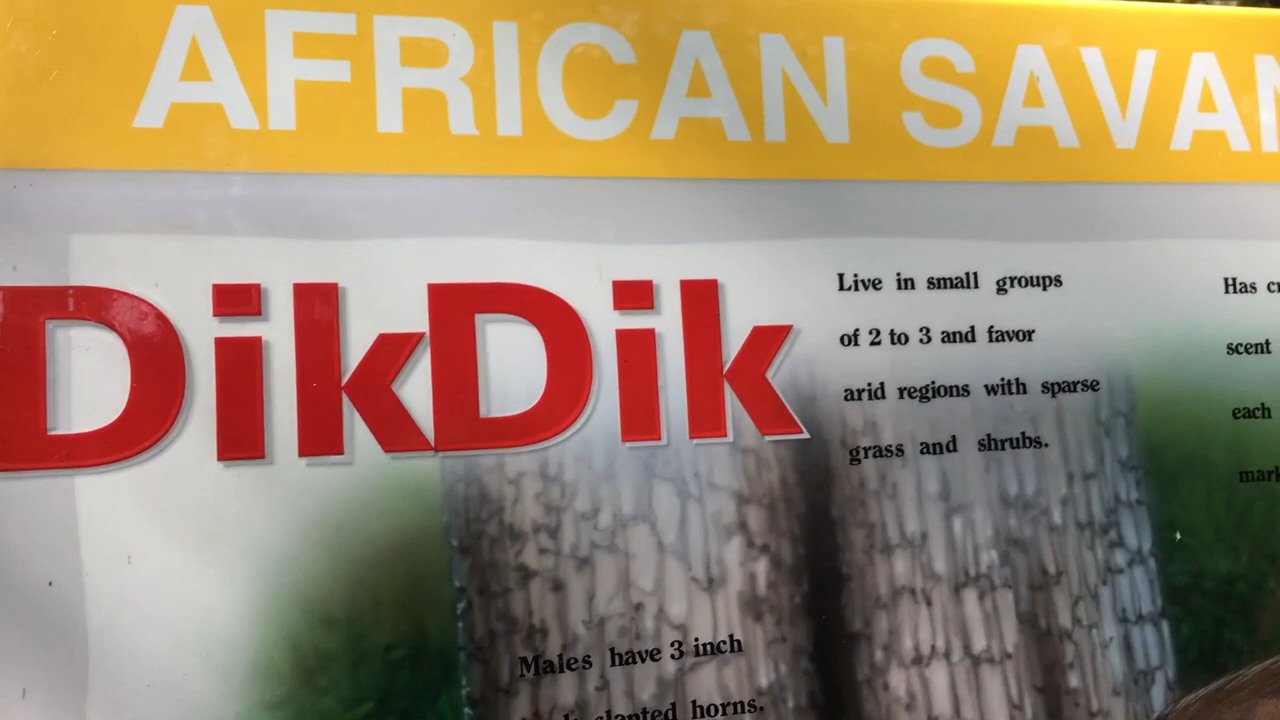 AFRICAN SAVAN
DikDik
Live in small groups
of 2 to 3 and favor
arid regions with sparse
grass and shrubs.
Has
scent
each
Males have 3 inch
slanted horns.